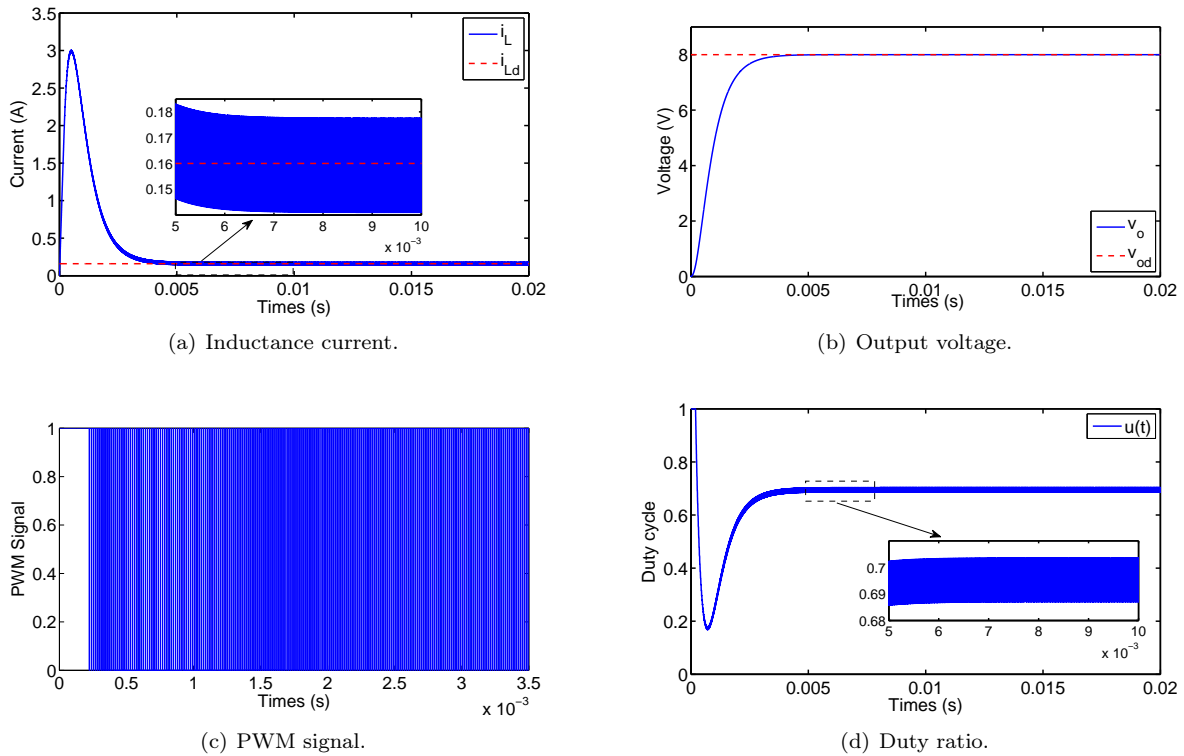 3.5
3
2.5
2
1.5
1
0.5
0
Current (A)
i_L
i_Ld
0.18
0.17
0.16
0.15
5 6 7 8 9 10
x 10^-3
0 0.005 0.01 0.015 0.02
Times (s)
(a) Inductance current.
10
8
6
4
2
0
Voltage (V)
v_o
v_od
0 0.005 0.01 0.015 0.02
Times (s)
(b) Output voltage.
1
0.8
0.6
0.4
0.2
0
PWM Signal
0 0.5 1 1.5 2 2.5 3 3.5
Times (s)
x 10^-3
(c) PWM signal.
1
0.8
0.6
0.4
0.2
0
Duty cycle
u(t)
0.7
0.69
0.68
5 6 7 8 9 10
x 10^-3
0 0.005 0.01 0.015 0.02
Times (s)
(d) Duty ratio.